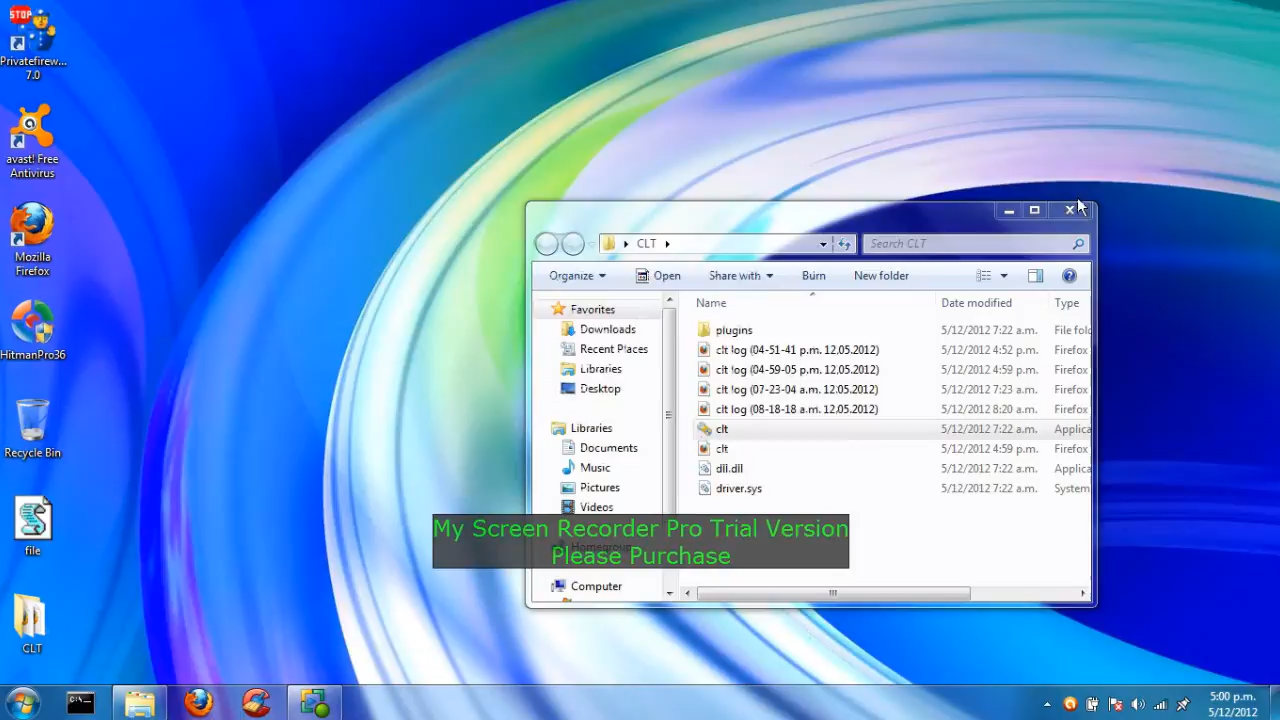 STOP
Privatefirew...
7.0
avast! Free
Antivirus
Mozilla
Firefox
HitmanPro36
Recycle Bin
file
CLT
CLT
Search CLT
Organize
Open
Share with
Burn
New folder
Favorites
Downloads
Recent Places
Libraries
Desktop
Libraries
Documents
Music
Pictures
Videos
Homegroup
Computer
Name Date modified Type
plugins 5/12/2012 7:22 a.m. File fold
clt log (04-51-41 p.m. 12.05.2012) 5/12/2012 4:52 p.m. Firefox
clt log (04-59-05 p.m. 12.05.2012) 5/12/2012 4:59 p.m. Firefox
clt log (07-23-04 a.m. 12.05.2012) 5/12/2012 7:23 a.m. Firefox
clt log (08-18-18 a.m. 12.05.2012) 5/12/2012 8:20 a.m. Firefox
clt 5/12/2012 7:22 a.m. Applica
clt 5/12/2012 4:59 p.m. Firefox
dll.dll 5/12/2012 7:22 a.m. Applica
driver.sys 5/12/2012 7:22 a.m. System
My Screen Recorder Pro Trial Version
Please Purchase
5:00 p.m.
5/12/2012